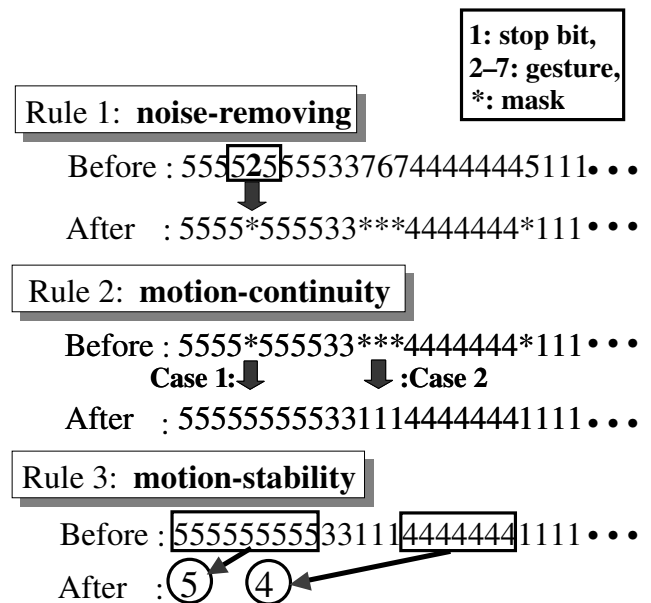 1: stop bit,
2–7: gesture,
*: mask
Rule 1: noise-removing
Before : 5555255553376744444445111•••
After : 5555*555533***4444444*111•••
Rule 2: motion-continuity
Before : 5555*555533***4444444*111•••
Case 1: :Case 2
After : 5555555553311144444441111•••
Rule 3: motion-stability
Before : 5555555553311144444441111•••
After : 5 4